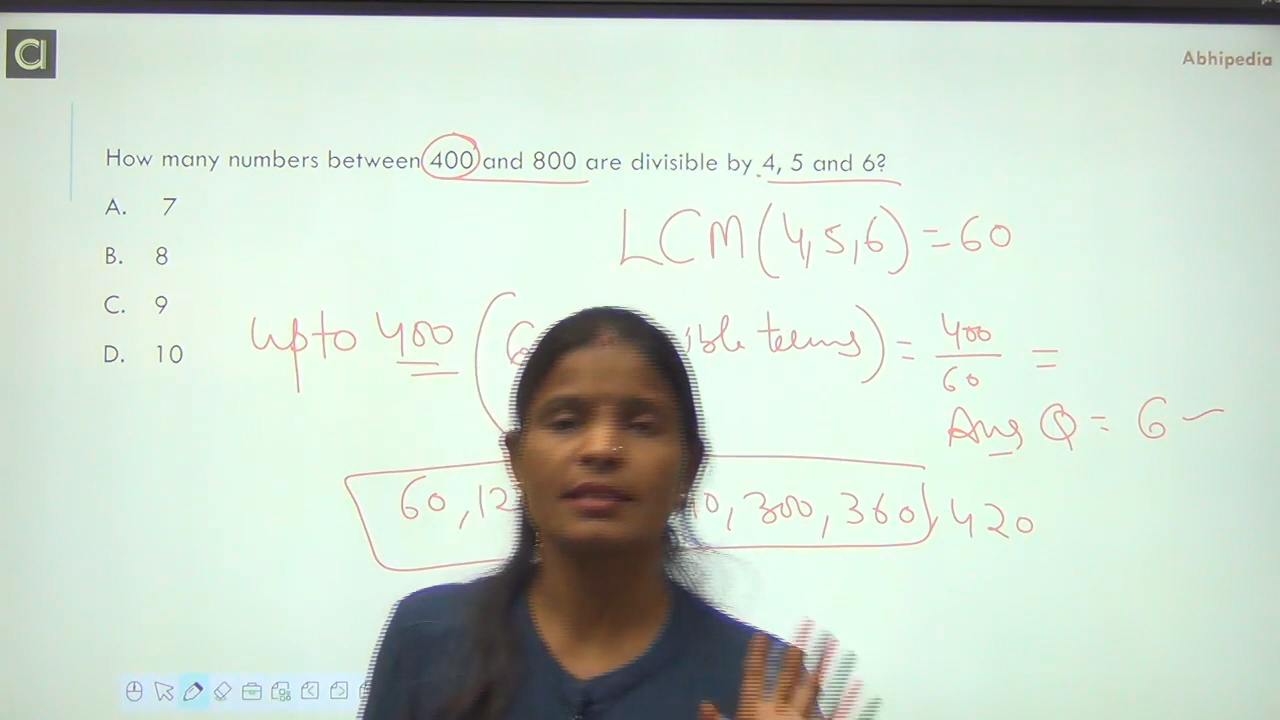 Abhipedia
How many numbers between 400 and 800 are divisible by 4, 5 and 6?
A. 7
B. 8
C. 9
D. 10
LCM(4,5,6)=60
upto 400 ( terms) = 400/60 =
Ans Q = 6
60, 300, 360, 420